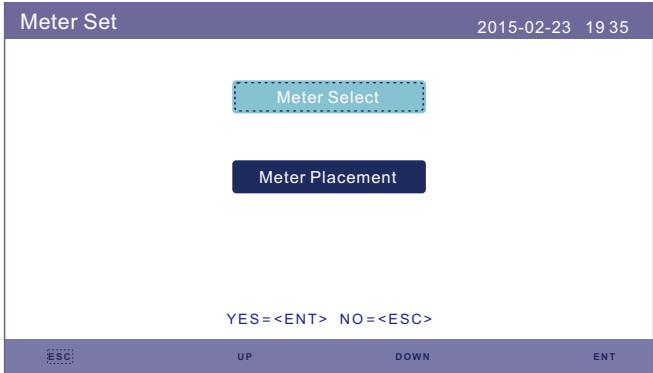 Meter Set
2015-02-23 19 35
Meter Select
Meter Placement
YES=<ENT> NO=<ESC>
ESC UP DOWN ENT